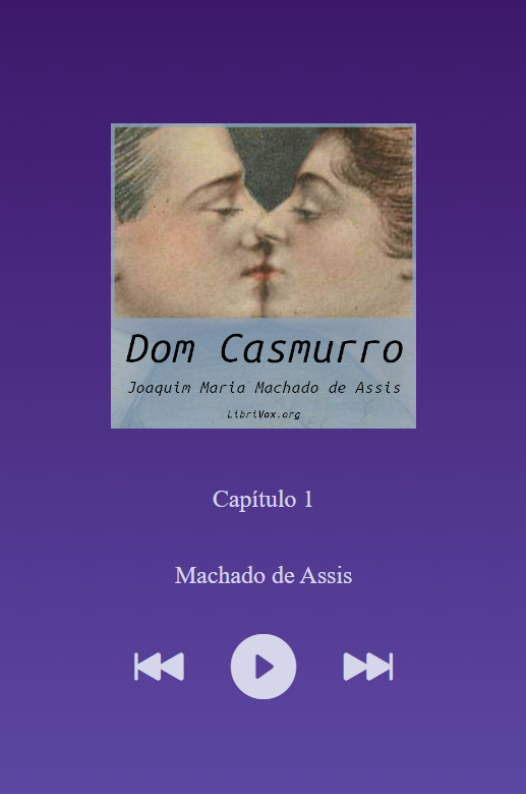 Dom Casmurro
Joaquim Maria Machado de Assis
LibriVox.org
Capítulo 1
Machado de Assis